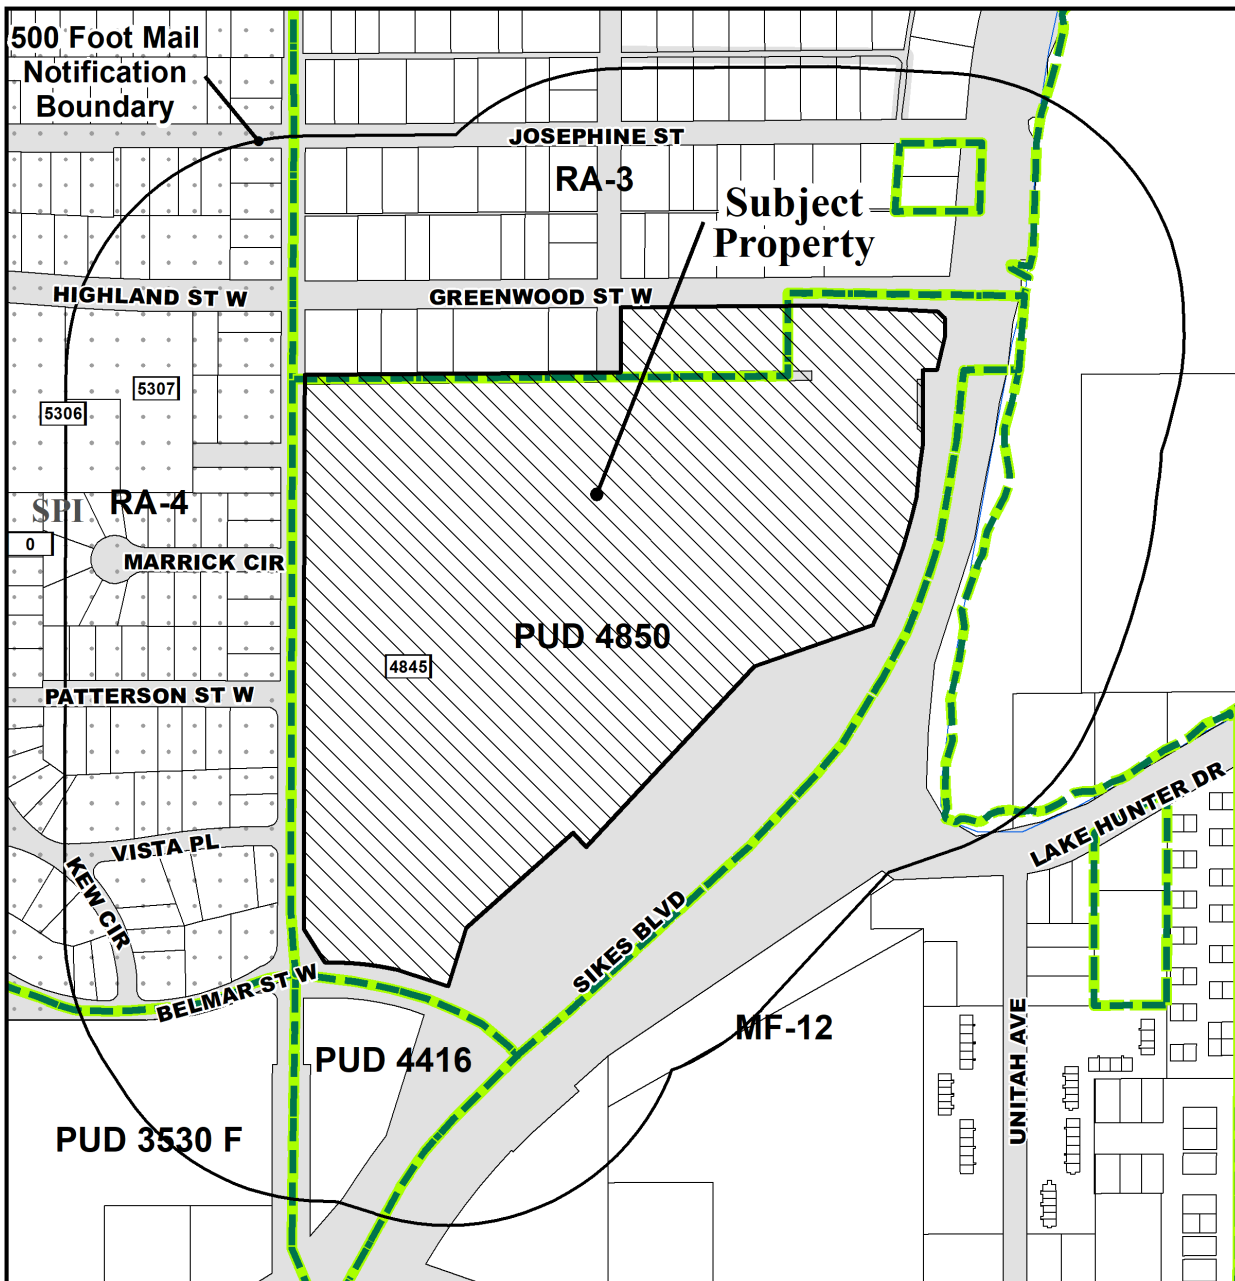 500 Foot Mail
Notification
Boundary
JOSEPHINE ST
RA-3
Subject
Property
HIGHLAND ST W
GREENWOOD ST W
5307
5306
SPI
RA-4
0
MARRICK CIR
PUD 4850
4845
PATTERSON ST W
VISTA PL
LAKE HUNTER DR
KEW CIR
SIKES BLVD
BELMAR ST W
MF-12
UNITAH AVE
PUD 4416
PUD 3530 F